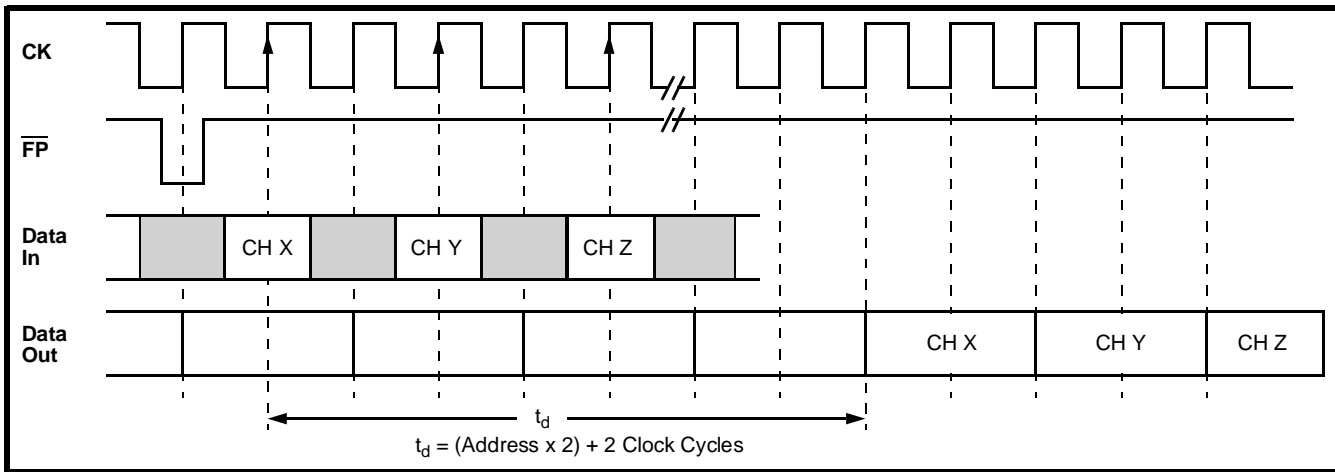 CK
FP
Data
In
CH X
CH Y
CH Z
Data
Out
CH X
CH Y
CH Z
td
td = (Address x 2) + 2 Clock Cycles